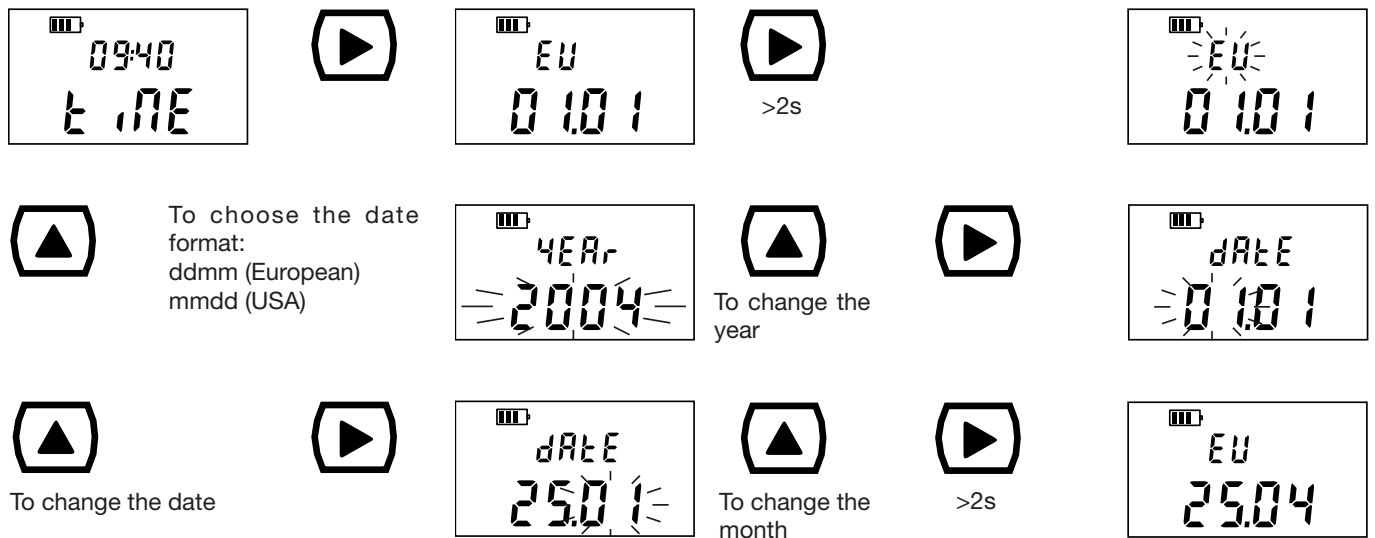 09:40
tiME
EU
01.01
>2s
EU
01.01
To choose the date
format:
ddmm (European)
mmdd (USA)
YEAr
2004
To change the
year
dAtE
01.01
To change the date
dAtE
25.01
To change the
month
>2s
EU
25.04